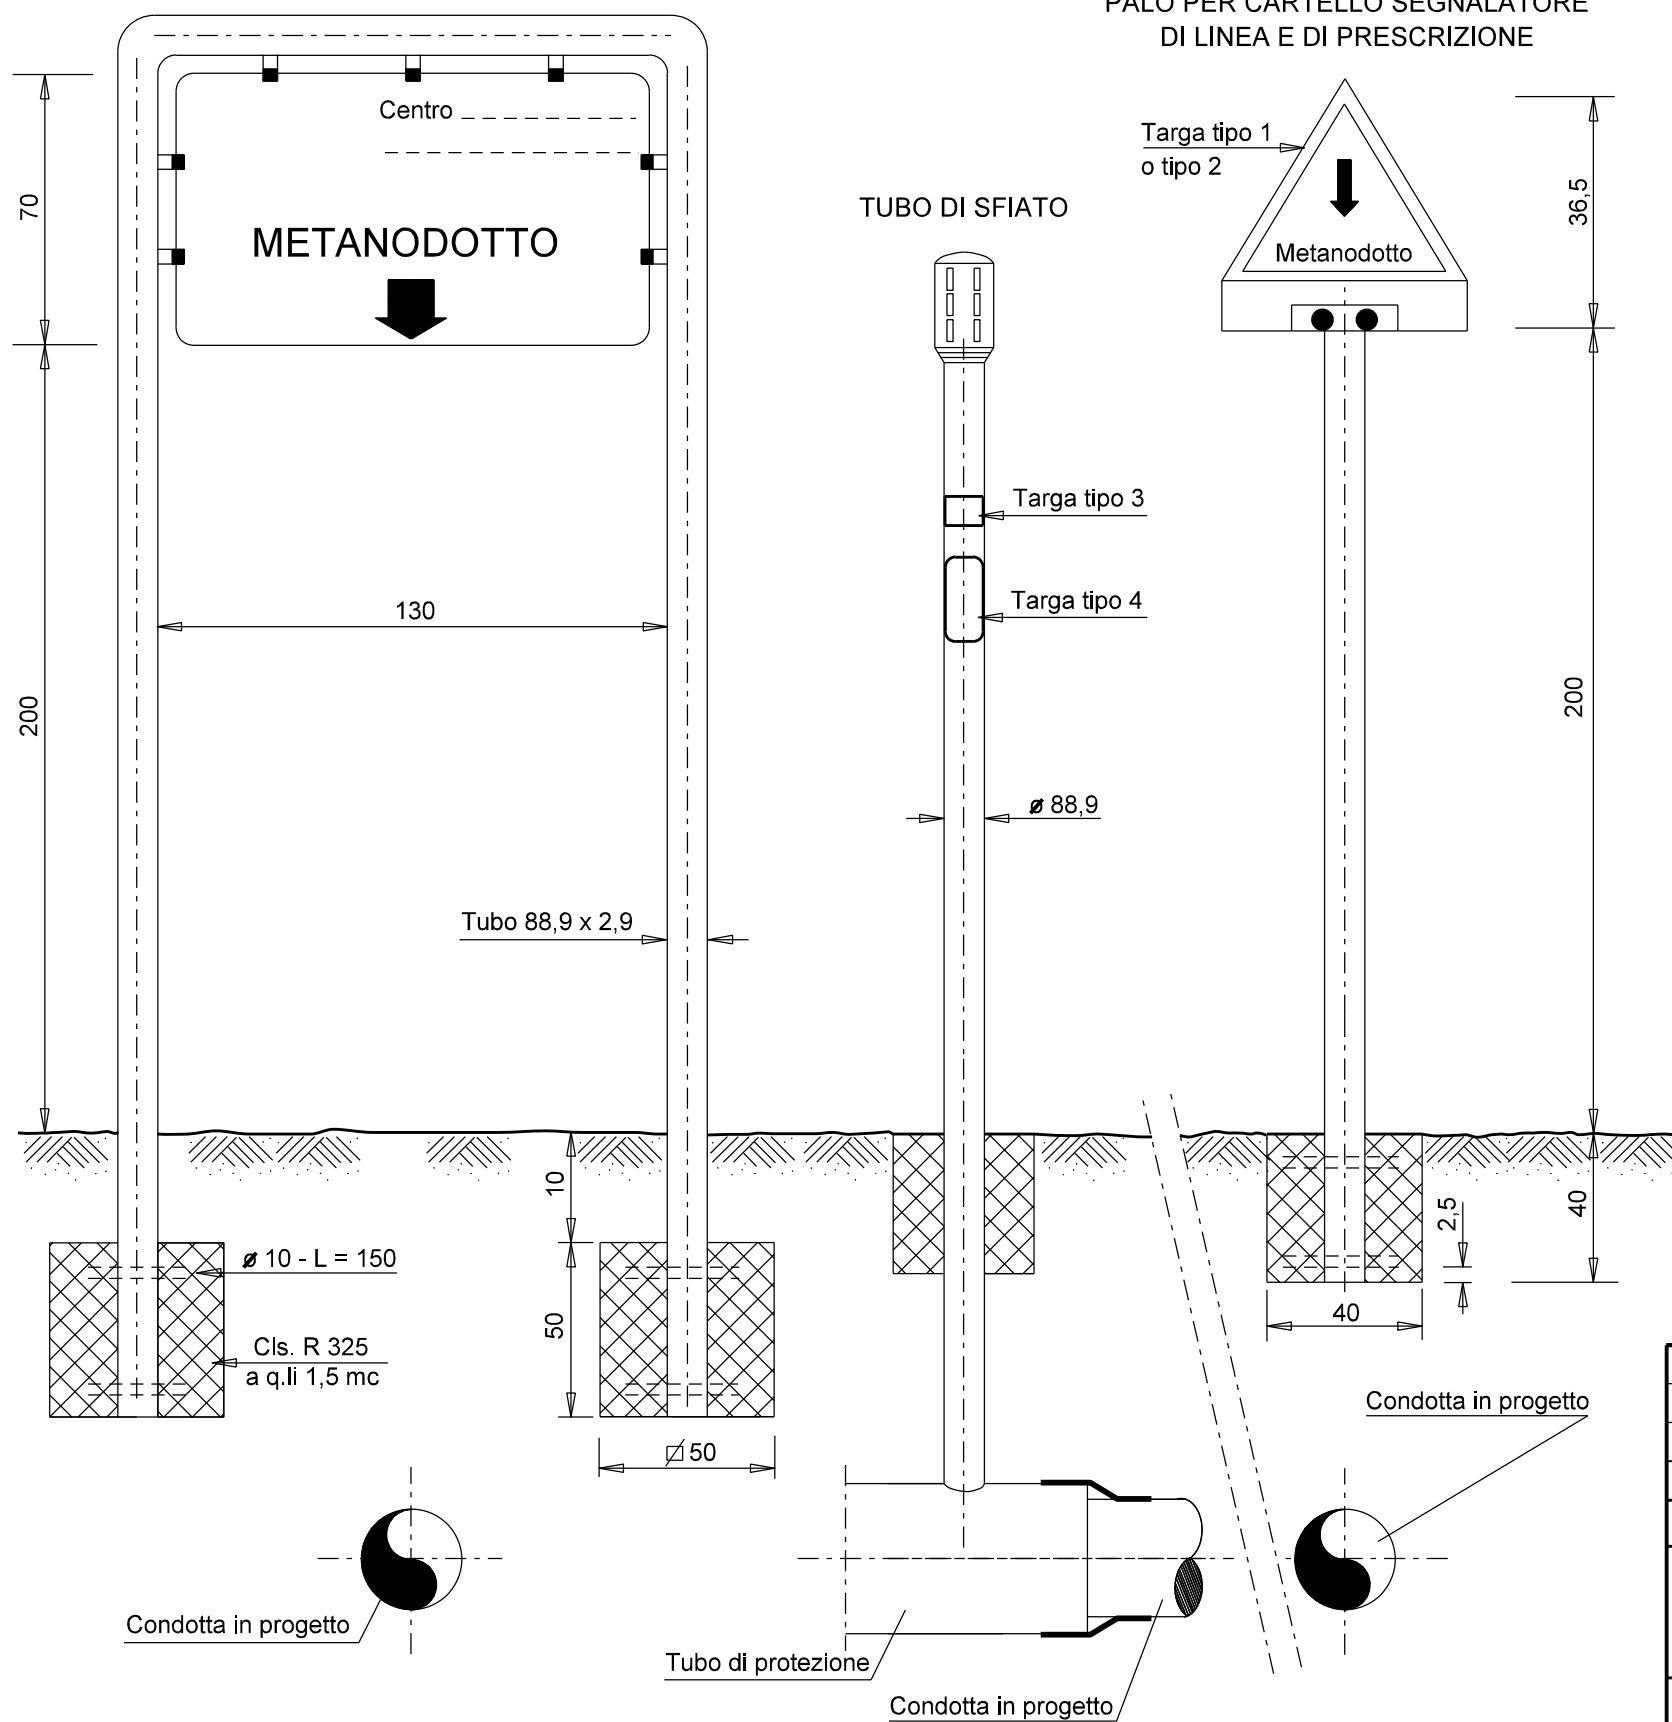 PALO PER CARTELLO SEGNALATORE
DI LINEA E DI PRESCRIZIONE
Centro
METANODOTTO
70
200
130
Tubo 88,9 x 2,9
ø 10 - L = 150
Cls. R 325
a q.li 1,5 mc
10
50
50
Condotta in progetto
TUBO DI SFIATO
Targa tipo 3
Targa tipo 4
ø 88,9
Tubo di protezione
Condotta in progetto
Targa tipo 1
o tipo 2
Metanodotto
36,5
200
40
2,5
40
Condotta in progetto